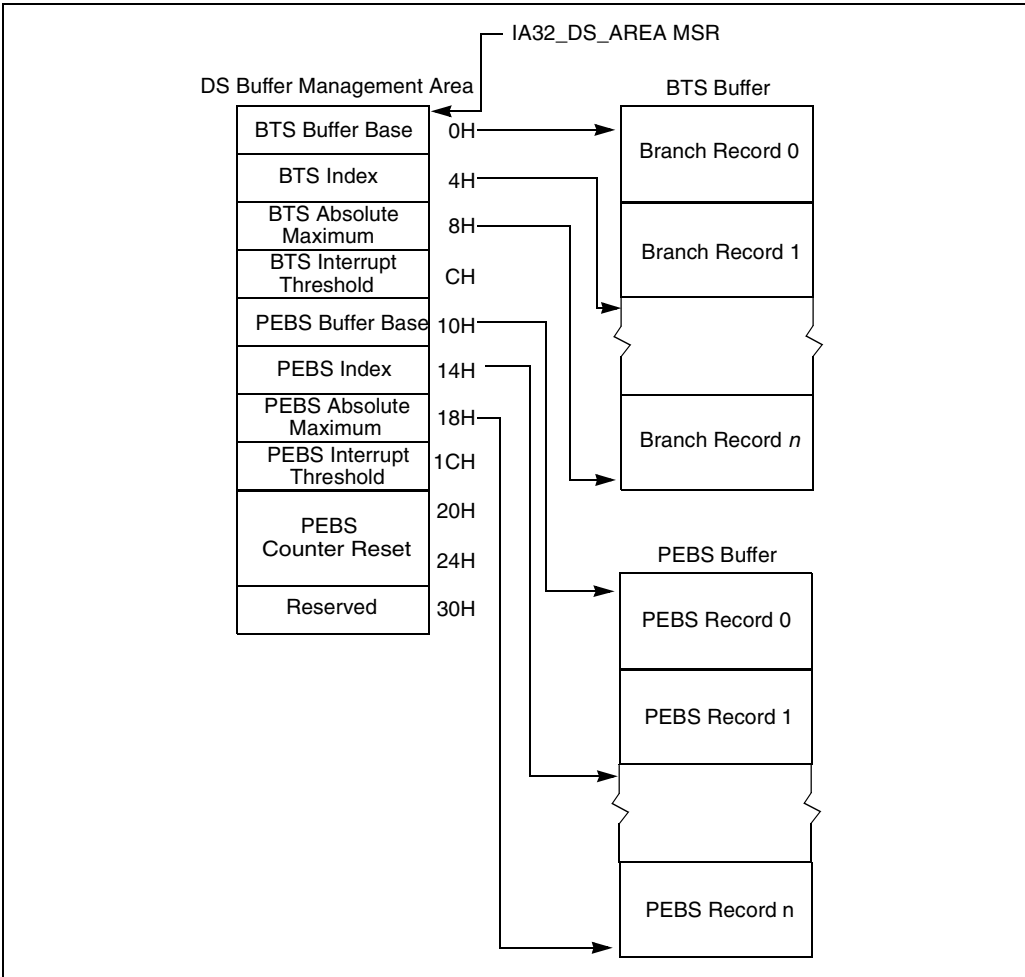 IA32_DS_AREA MSR
DS Buffer Management Area
BTS Buffer Base
0H
BTS Index
4H
BTS Absolute
Maximum
8H
BTS Interrupt
Threshold
CH
PEBS Buffer Base
10H
PEBS Index
14H
PEBS Absolute
Maximum
18H
PEBS Interrupt
Threshold
1CH
20H
PEBS
Counter Reset
24H
Reserved
30H
BTS Buffer
Branch Record 0
Branch Record 1
Branch Record n
PEBS Buffer
PEBS Record 0
PEBS Record 1
PEBS Record n